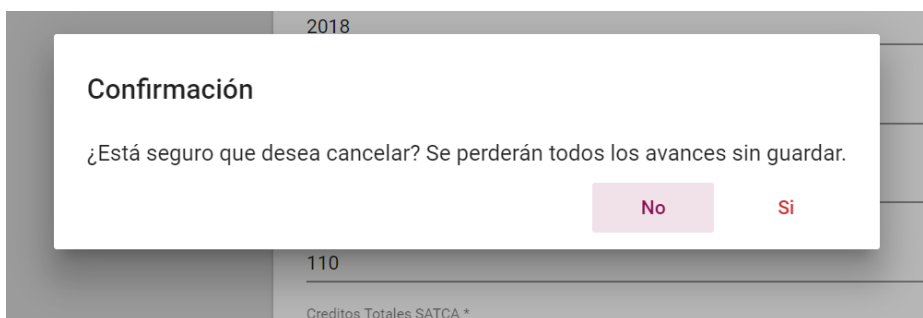 2018
Confirmación
¿Está seguro que desea cancelar? Se perderán todos los avances sin guardar.
No Si
110
Creditos Totales SATCA *